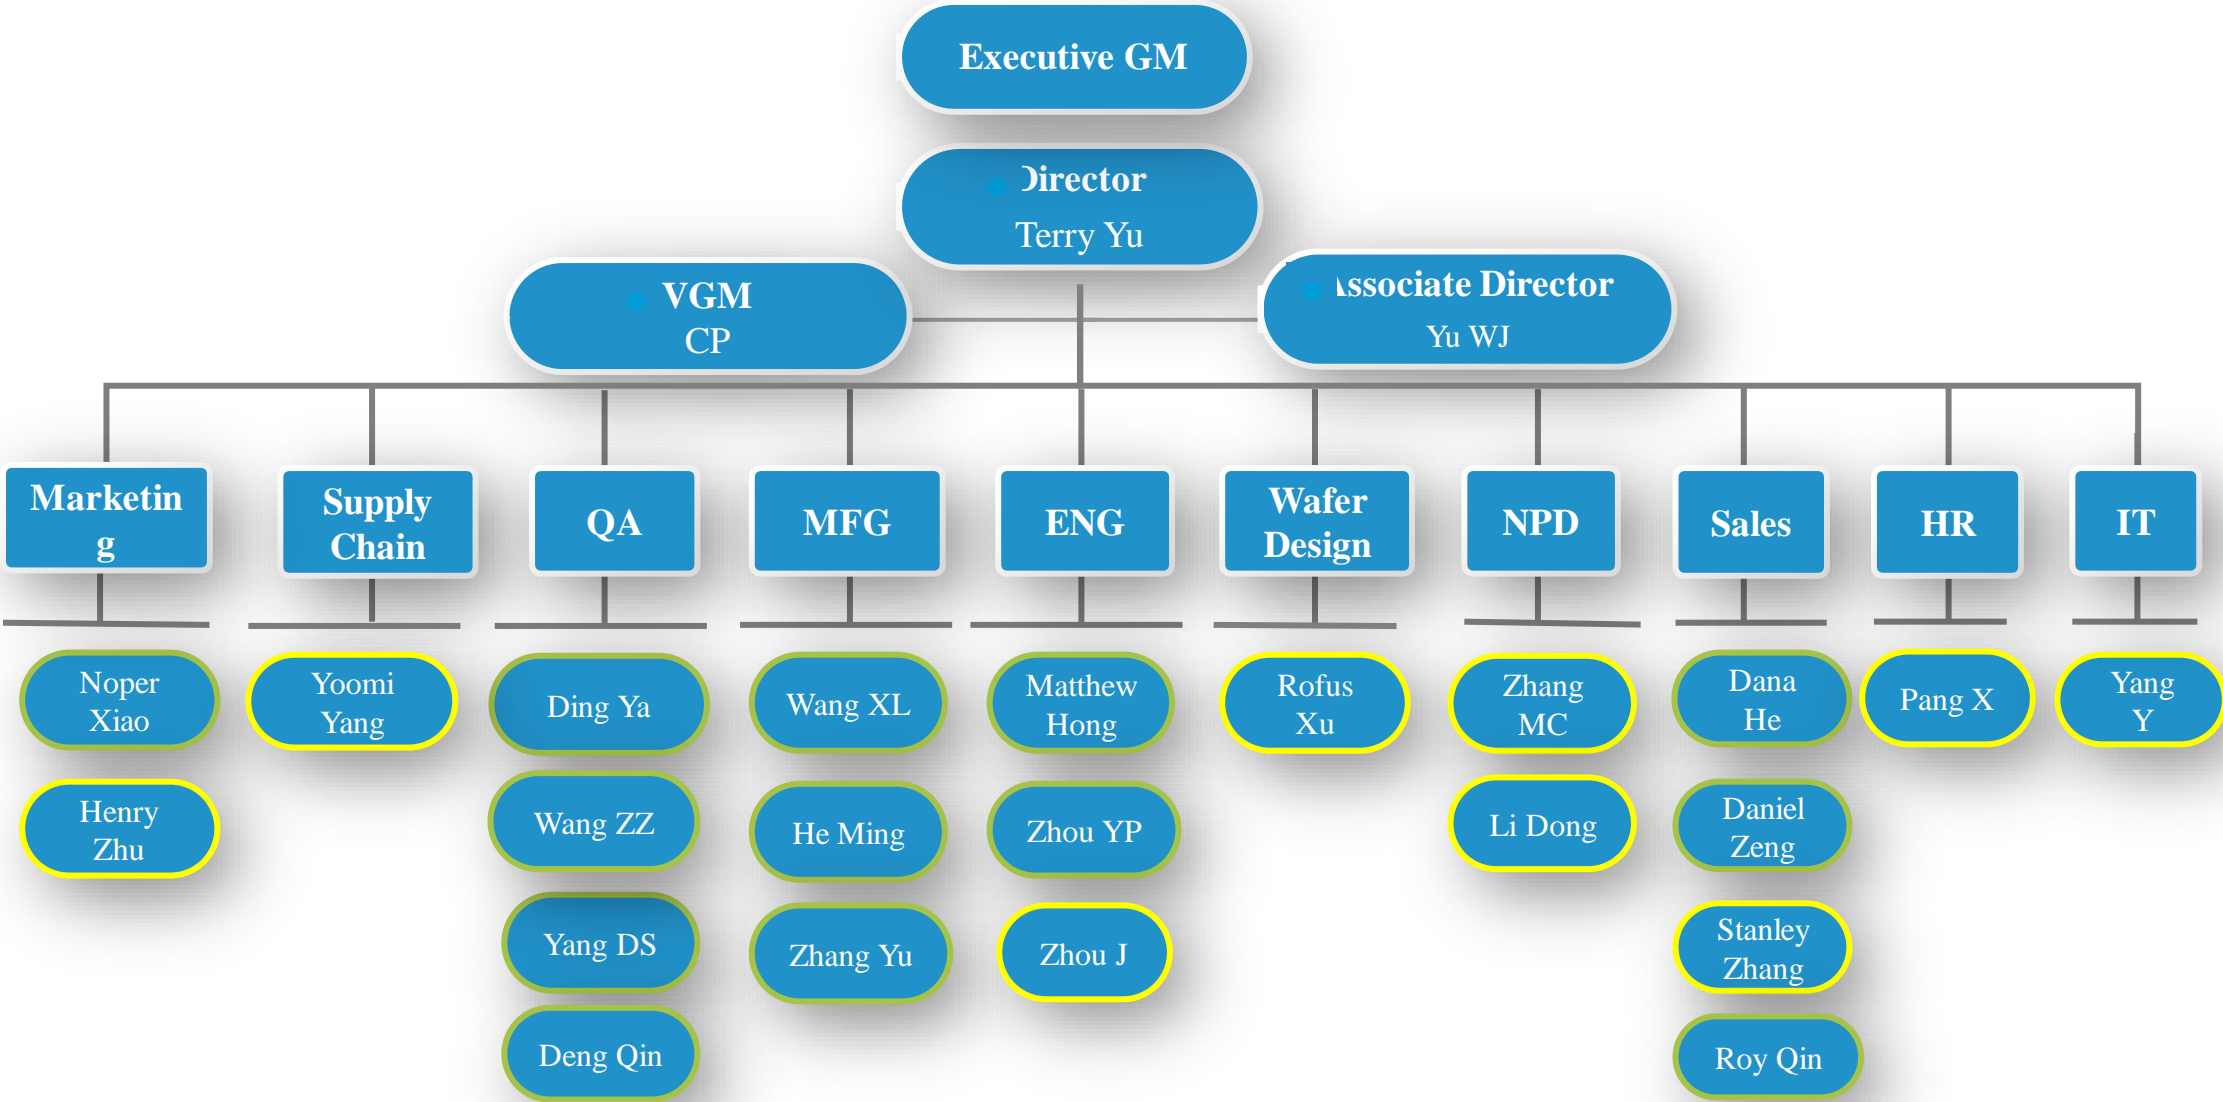 Executive GM
Director
Terry Yu
VGM
CP
Associate Director
Yu WJ
Marketin
g
Supply
Chain
QA
MFG
ENG
Wafer
Design
NPD
Sales
HR
IT
Noper
Xiao
Yoomi
Yang
Ding Ya
Wang XL
Matthew
Hong
Rofus
Xu
Zhang
MC
Dana
He
Pang X
Yang
Y
Henry
Zhu
Wang ZZ
He Ming
Zhou YP
Li Dong
Daniel
Zeng
Yang DS
Zhang Yu
Zhou J
Stanley
Zhang
Deng Qin
Roy Qin